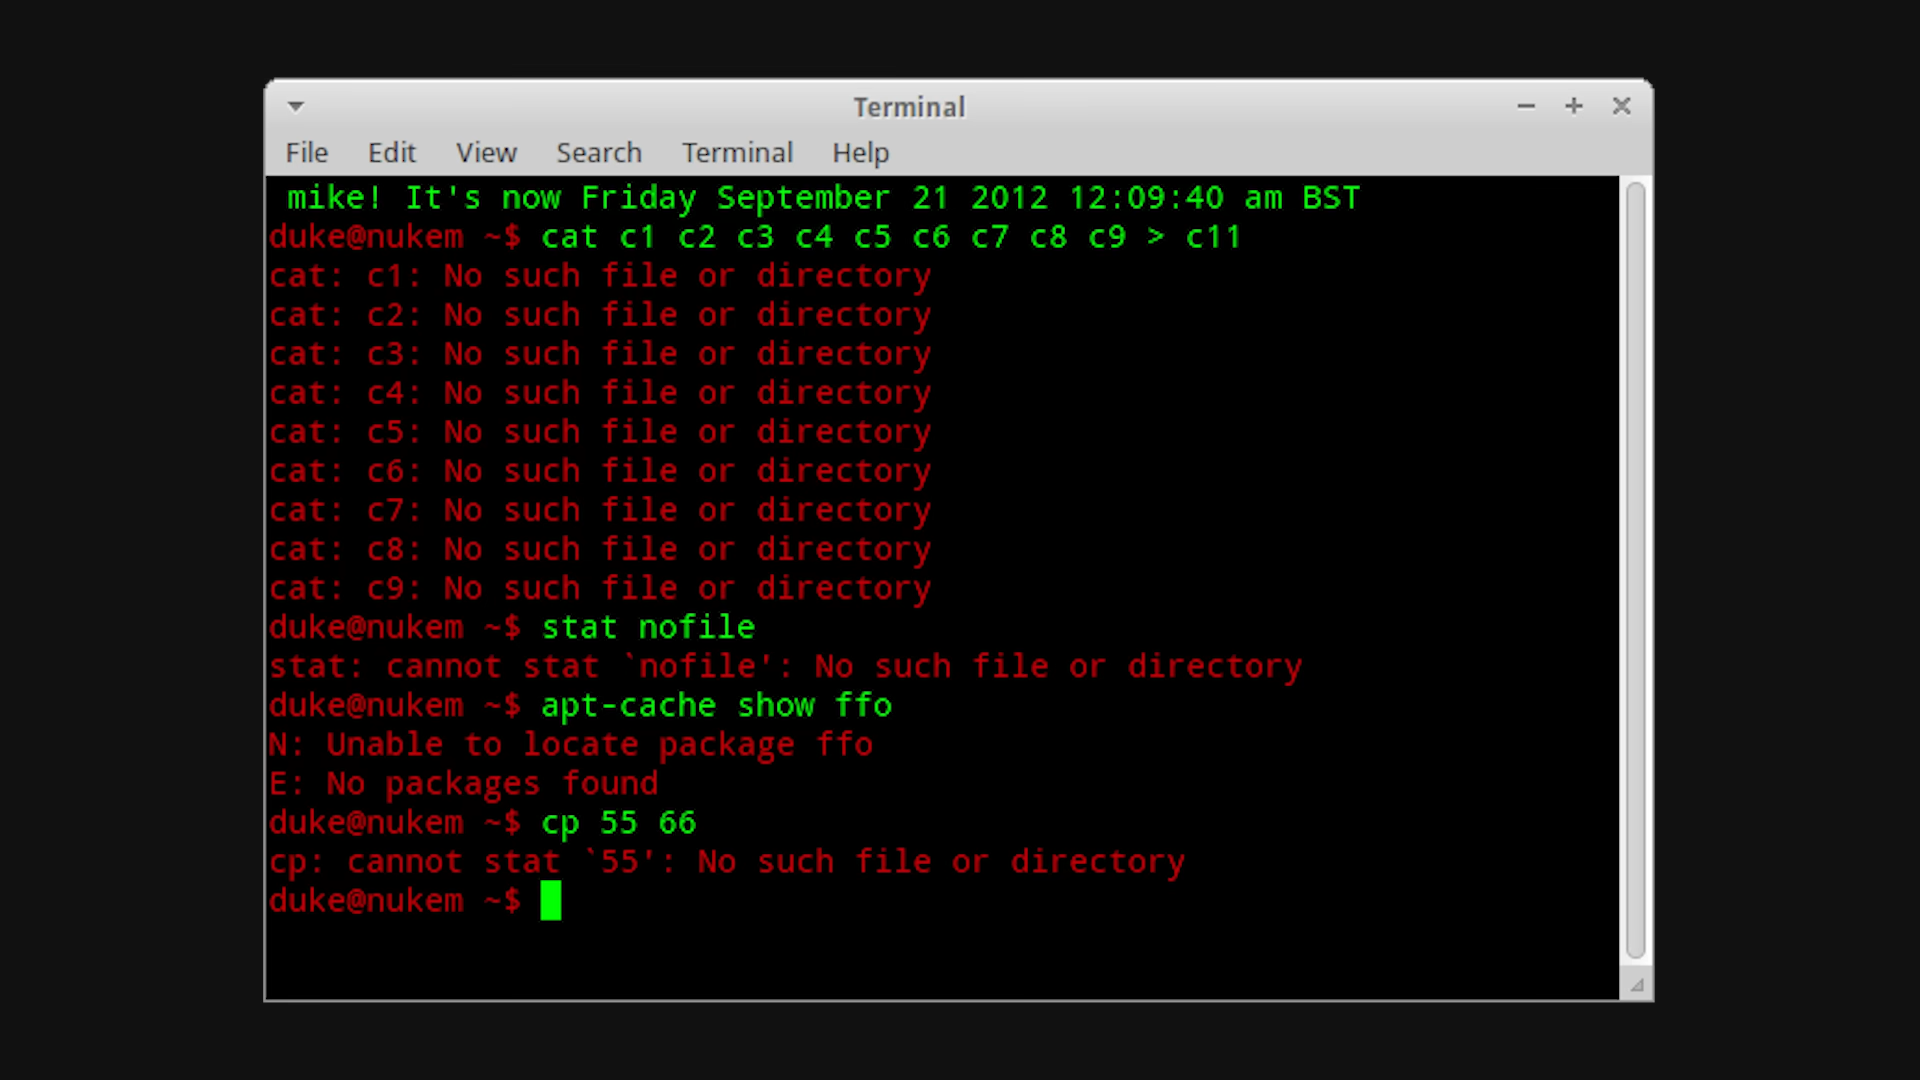 Terminal
File Edit View Search Terminal Help
mike! It's now Friday September 21 2012 12:09:40 am BST
duke@nukem ~$ cat c1 c2 c3 c4 c5 c6 c7 c8 c9 > c11
cat: c1: No such file or directory
cat: c2: No such file or directory
cat: c3: No such file or directory
cat: c4: No such file or directory
cat: c5: No such file or directory
cat: c6: No such file or directory
cat: c7: No such file or directory
cat: c8: No such file or directory
cat: c9: No such file or directory
duke@nukem ~$ stat nofile
stat: cannot stat `nofile': No such file or directory
duke@nukem ~$ apt-cache show ffo
N: Unable to locate package ffo
E: No packages found
duke@nukem ~$ cp 55 66
cp: cannot stat `55': No such file or directory
duke@nukem ~$